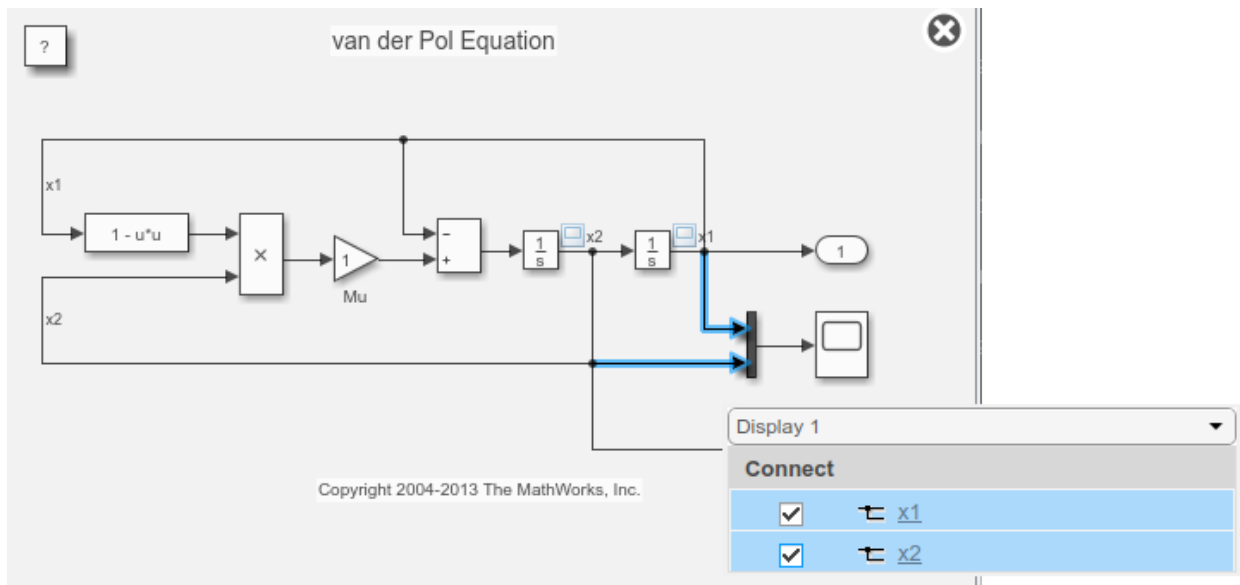 ?
van der Pol Equation
x1
1 - u*u
×
1
Mu
−
+
1
s
x2
1
s
x1
1
x2
Display 1
Connect
x1
x2
Copyright 2004-2013 The MathWorks, Inc.